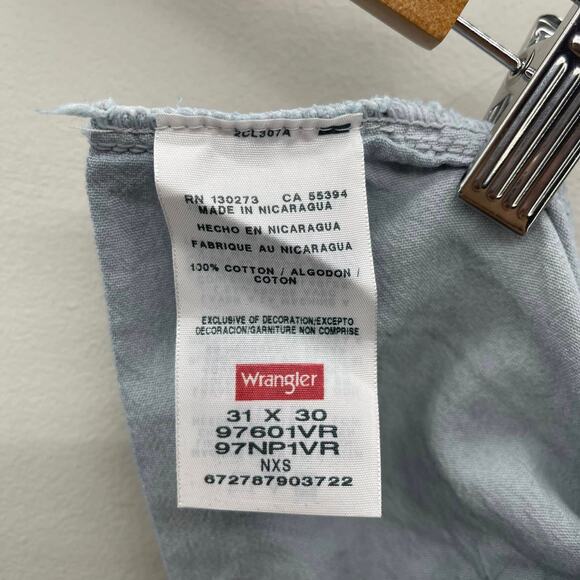 2CL307A
RN 130273 CA 55394
MADE IN NICARAGUA
HECHO EN NICARAGUA
FABRIQUE AU NICARAGUA
100% COTTON / ALGODON /
COTON
EXCLUSIVE OF DECORATION/EXCEPTO
DECORACION/GARNITURE NON COMPRISE
Wrangler
31 X 30
97601VR
97NP1VR
NXS
672787903722